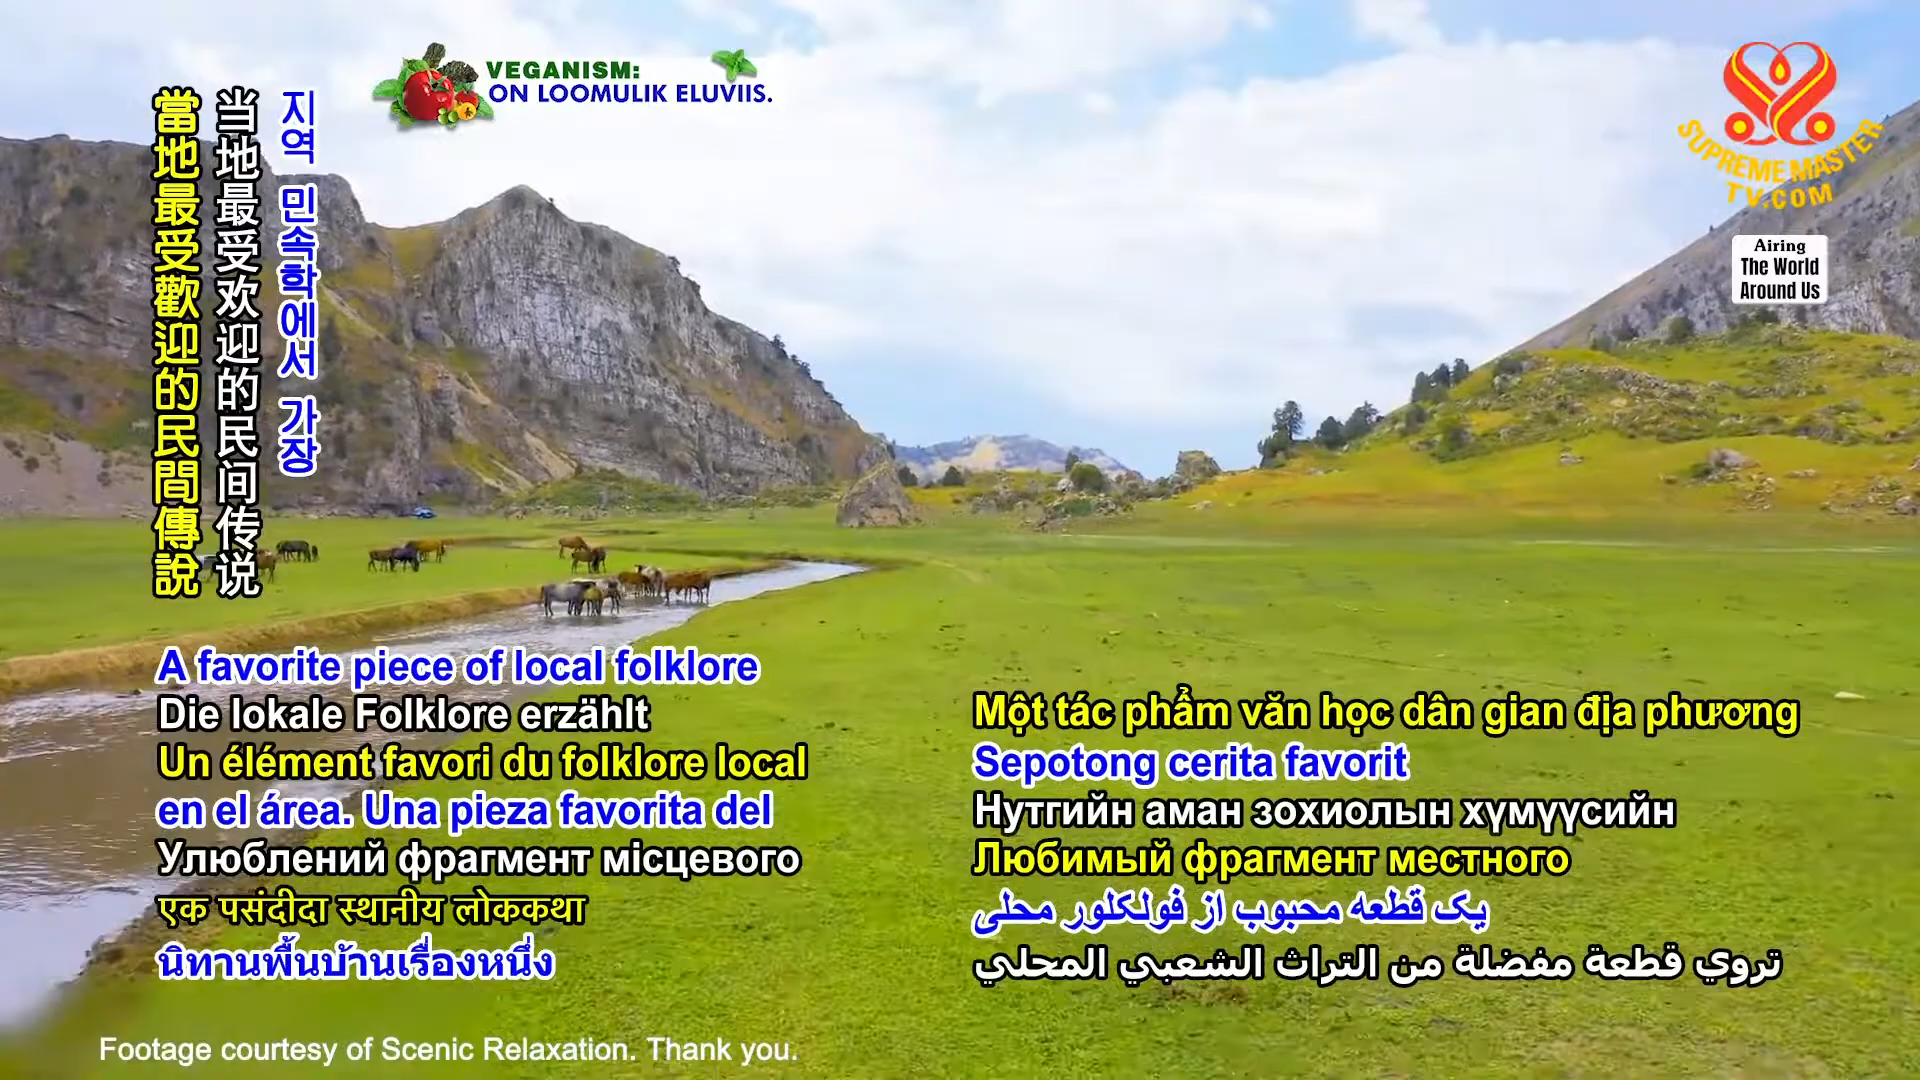 VEGANISM:
ON LOOMULIK ELUVIIS.
SUPREME MASTER
TV.COM
Airing
The World
Around Us
當地最受歡迎的民間傳說
当地最受欢迎的民间传说
지역 민속학에서 가장
A favorite piece of local folklore
Die lokale Folklore erzählt
Un élément favori du folklore local
en el área. Una pieza favorita del
Улюблений фрагмент місцевого
एक पसंदीदा स्थानीय लोककथा
นิทานพื้นบ้านเรื่องหนึ่ง
Một tác phẩm văn học dân gian địa phương
Sepotong cerita favorit
Нутгийн аман зохиолын хүмүүсийн
Любимый фрагмент местного
یک قطعه محبوب از فولکلور محلی
تروي قطعة مفضلة من التراث الشعبي المحلي
Footage courtesy of Scenic Relaxation. Thank you.